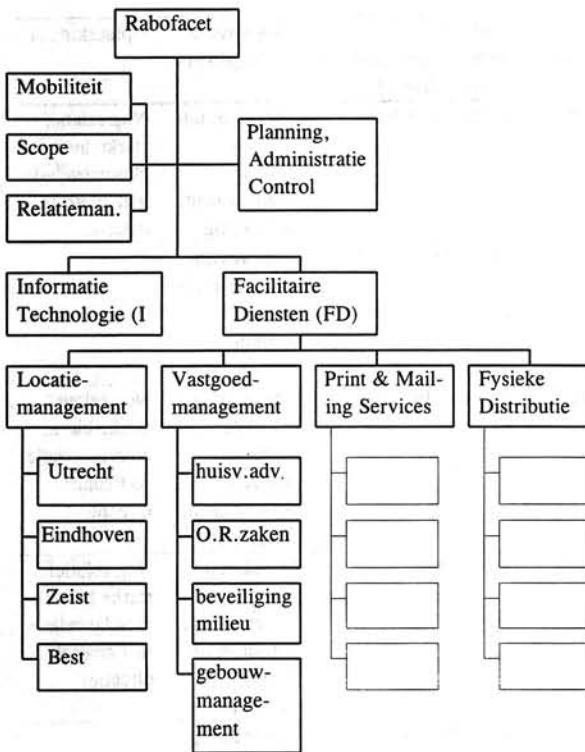 Rabofacet
Mobiliteit
Scope
Relatieman.
Planning,
Administratie
Control
Informatie
Technologie (I
Facilitaire
Diensten (FD)
Locatie-
management
Vastgoed-
management
Print & Mail-
ing Services
Fysieke
Distributie
Utrecht
Eindhoven
Zeist
Best
huisv.adv.
O.R.zaken
beveiliging
milieu
gebouw-
manage-
ment